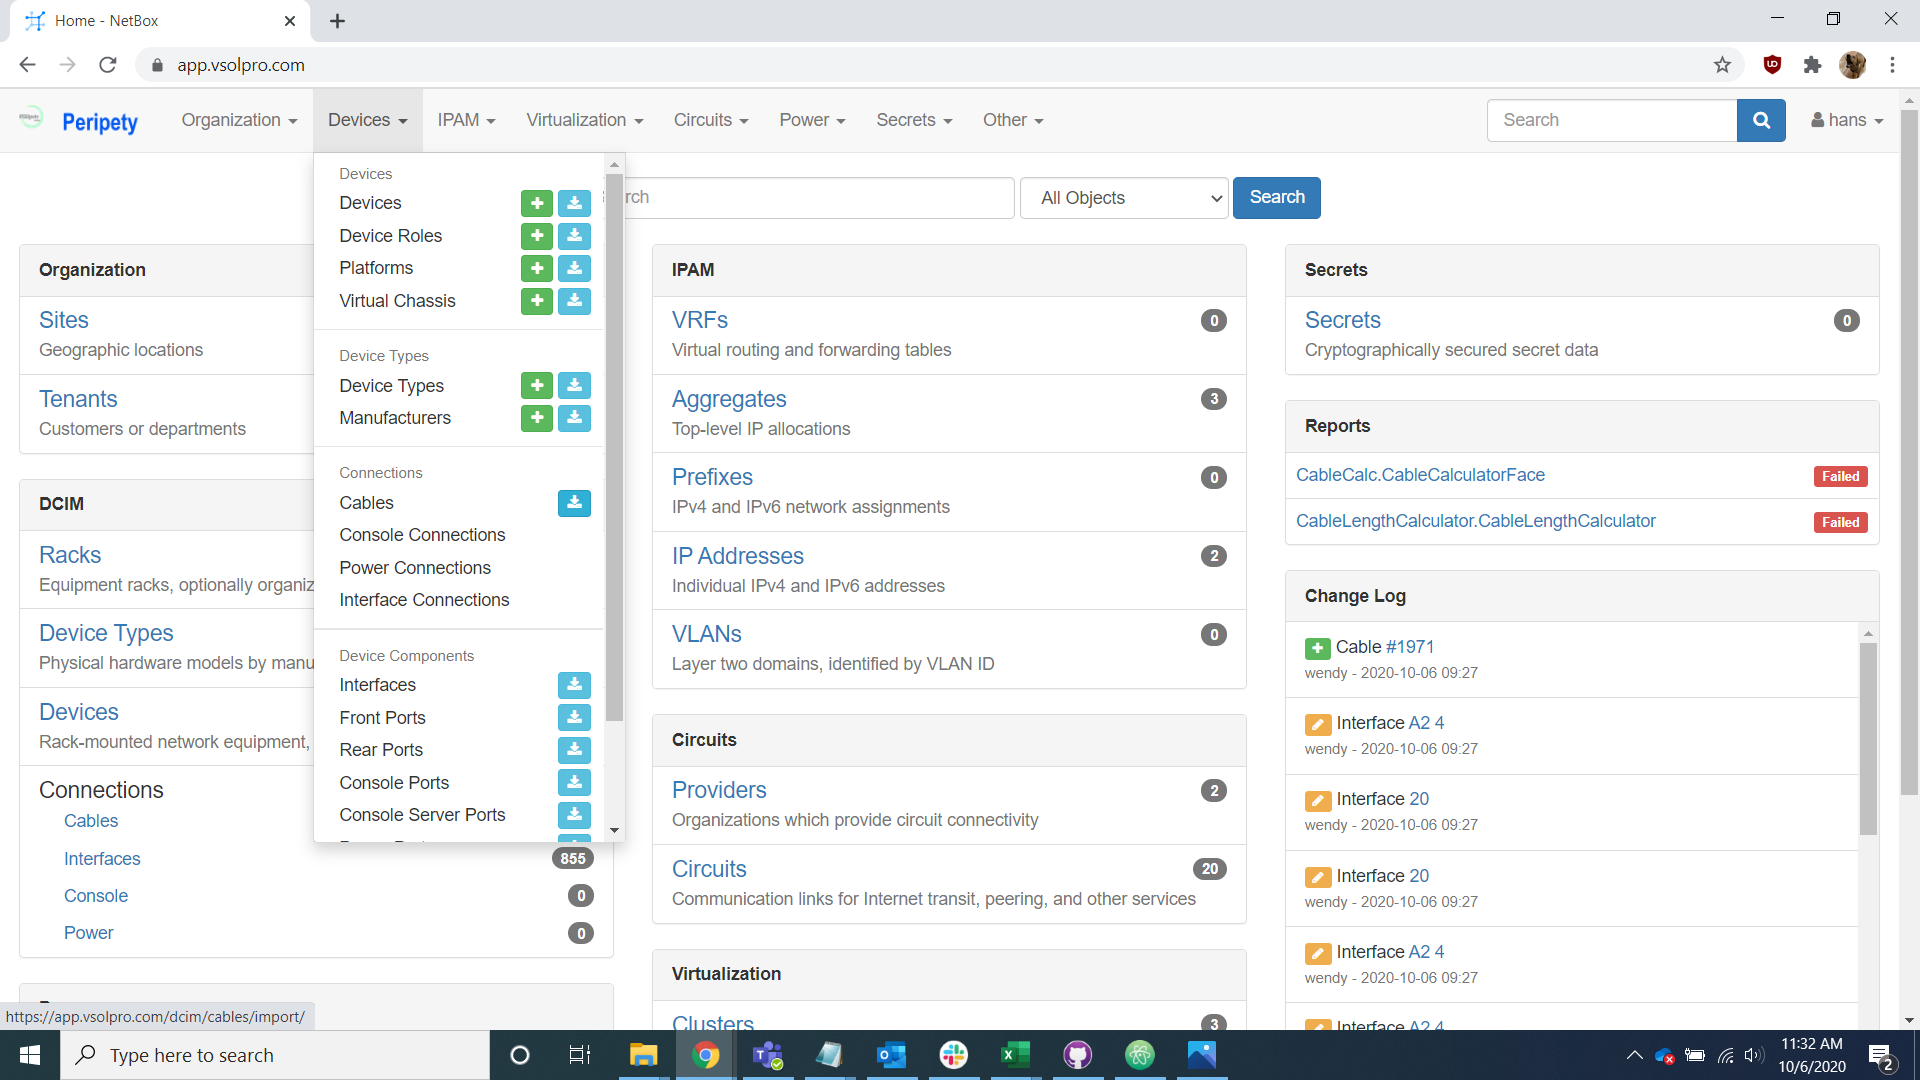 Home - NetBox
app.vsolpro.com
Peripety
Organization
Devices
IPAM
Virtualization
Circuits
Power
Secrets
Other
Search
hans
Devices
Devices
Device Roles
Platforms
Virtual Chassis
Device Types
Device Types
Manufacturers
Connections
Cables
Console Connections
Power Connections
Interface Connections
Device Components
Interfaces
Front Ports
Rear Ports
Console Ports
Console Server Ports
rch
All Objects
Search
Organization
Sites
Geographic locations
Tenants
Customers or departments
DCIM
Racks
Equipment racks, optionally organiz
Device Types
Physical hardware models by manu
Devices
Rack-mounted network equipment,
Connections
Cables
Interfaces 855
Console 0
Power 0
IPAM
VRFs 0
Virtual routing and forwarding tables
Aggregates 3
Top-level IP allocations
Prefixes 0
IPv4 and IPv6 network assignments
IP Addresses 2
Individual IPv4 and IPv6 addresses
VLANs 0
Layer two domains, identified by VLAN ID
Circuits
Providers 2
Organizations which provide circuit connectivity
Circuits 20
Communication links for Internet transit, peering, and other services
Virtualization
Clusters 3
Secrets
Secrets 0
Cryptographically secured secret data
Reports
CableCalc.CableCalculatorFace Failed
CableLengthCalculator.CableLengthCalculator Failed
Change Log
Cable #1971
wendy - 2020-10-06 09:27
Interface A2 4
wendy - 2020-10-06 09:27
Interface 20
wendy - 2020-10-06 09:27
Interface 20
wendy - 2020-10-06 09:27
Interface A2 4
wendy - 2020-10-06 09:27
Interface A2 4
https://app.vsolpro.com/dcim/cables/import/
Type here to search
11:32 AM
10/6/2020
2